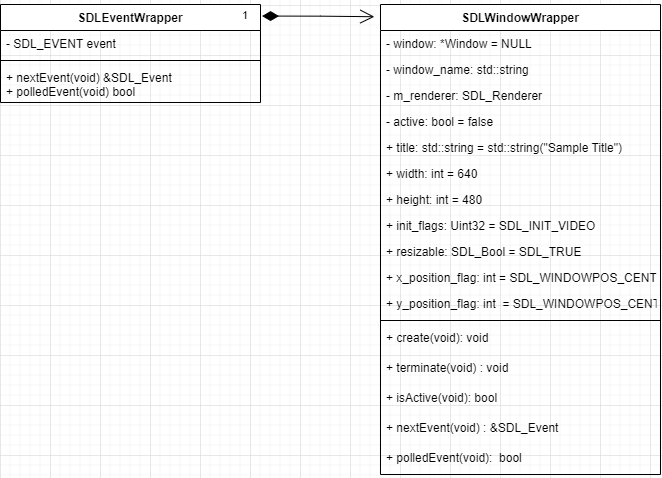 SDLEventWrapper
1
- SDL_EVENT event
+ nextEvent(void) &SDL_Event
+ polledEvent(void) bool
SDLWindowWrapper
- window: *Window = NULL
- window_name: std::string
- m_renderer: SDL_Renderer
- active: bool = false
+ title: std::string = std::string("Sample Title")
+ width: int = 640
+ height: int = 480
+ init_flags: Uint32 = SDL_INIT_VIDEO
+ resizable: SDL_Bool = SDL_TRUE
+ x_position_flag: int = SDL_WINDOWPOS_CENT
+ y_position_flag: int  = SDL_WINDOWPOS_CENT
+ create(void): void
+ terminate(void) : void
+ isActive(void): bool
+ nextEvent(void) : &SDL_Event
+ polledEvent(void):  bool